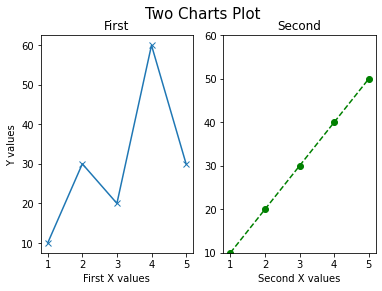 Two Charts Plot
First
Second
Y values
60
50
40
30
20
10
1 2 3 4 5
First X values
60
50
40
30
20
10
1 2 3 4 5
Second X values